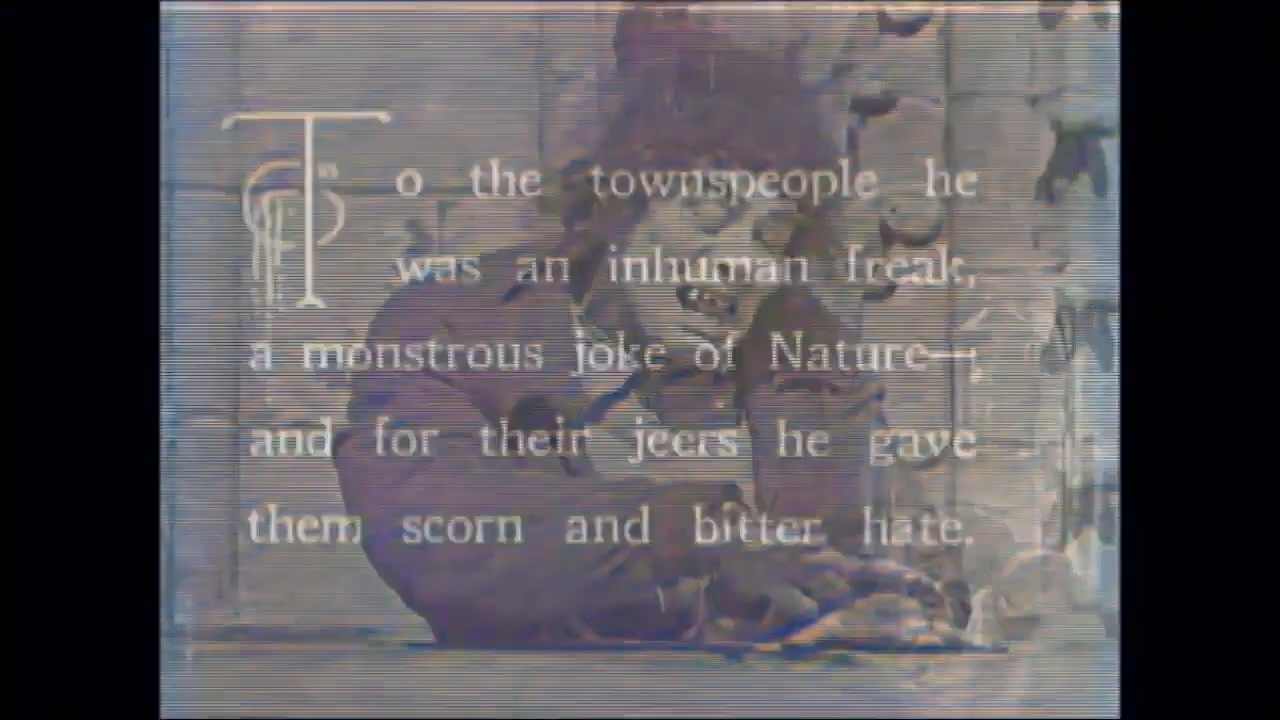 To the townspeople he
was an inhuman freak,
a monstrous joke of Nature—
and for their jeers he gave
them scorn and bitter hate.